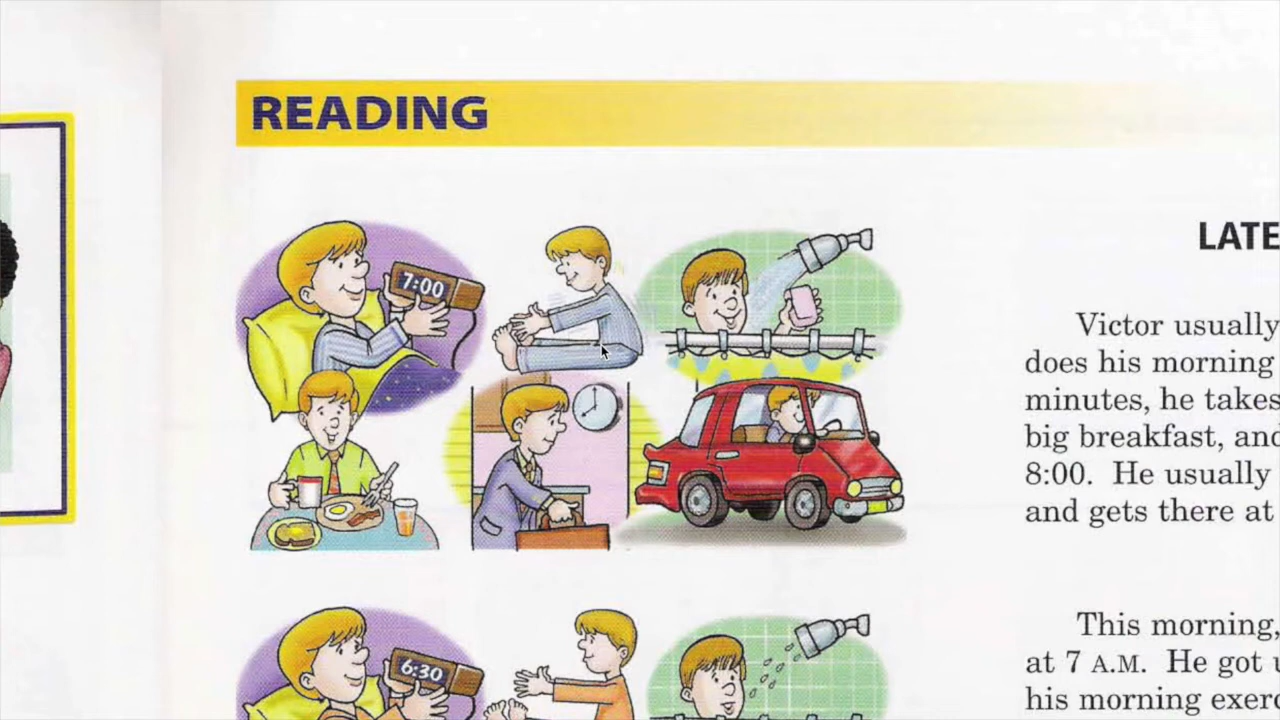 READING
7:00
LATE
Victor usually
does his morning
minutes, he takes
big breakfast, and
8:00. He usually
and gets there at
6:30
This morning,
at 7 A.M. He got
his morning